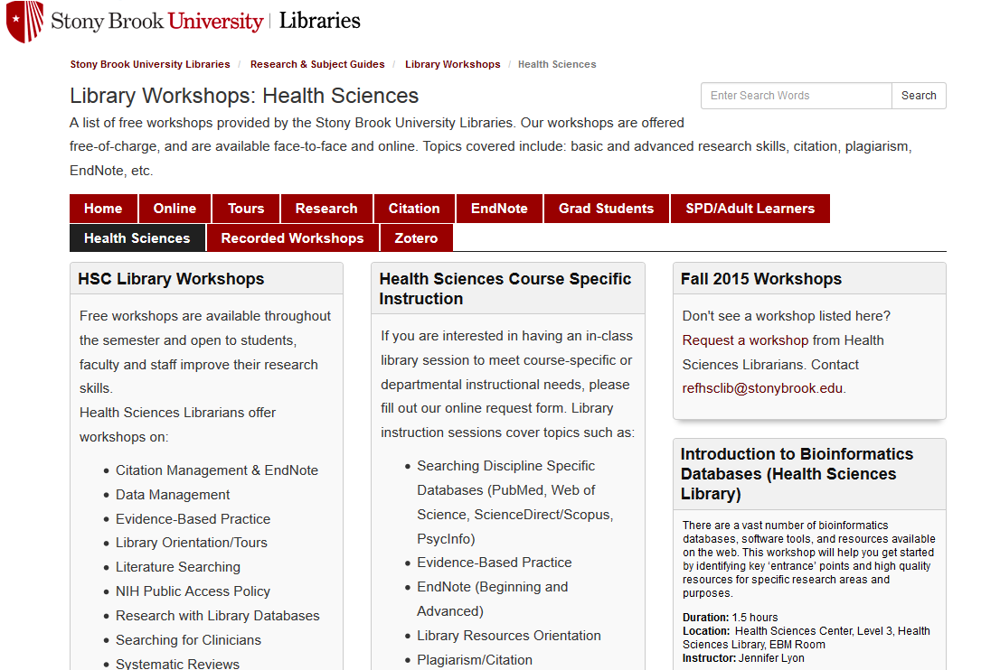 Stony Brook University | Libraries
Stony Brook University Libraries / Research & Subject Guides / Library Workshops / Health Sciences
Library Workshops: Health Sciences
Enter Search Words Search
A list of free workshops provided by the Stony Brook University Libraries. Our workshops are offered
free-of-charge, and are available face-to-face and online. Topics covered include: basic and advanced research skills, citation, plagiarism,
EndNote, etc.
Home Online Tours Research Citation EndNote Grad Students SPD/Adult Learners
Health Sciences Recorded Workshops Zotero
HSC Library Workshops
Free workshops are available throughout
the semester and open to students,
faculty and staff improve their research
skills.
Health Sciences Librarians offer
workshops on:
• Citation Management & EndNote
• Data Management
• Evidence-Based Practice
• Library Orientation/Tours
• Literature Searching
• NIH Public Access Policy
• Research with Library Databases
• Searching for Clinicians
• Systematic Reviews
Health Sciences Course Specific
Instruction
If you are interested in having an in-class
library session to meet course-specific or
departmental instructional needs, please
fill out our online request form. Library
instruction sessions cover topics such as:
• Searching Discipline Specific
Databases (PubMed, Web of
Science, ScienceDirect/Scopus,
PsycInfo)
• Evidence-Based Practice
• EndNote (Beginning and
Advanced)
• Library Resources Orientation
• Plagiarism/Citation
Fall 2015 Workshops
Don't see a workshop listed here?
Request a workshop from Health
Sciences Librarians. Contact
refhsclib@stonybrook.edu.
Introduction to Bioinformatics
Databases (Health Sciences
Library)
There are a vast number of bioinformatics
databases, software tools, and resources available
on the web. This workshop will help you get started
by identifying key ‘entrance’ points and high quality
resources for specific research areas and
purposes.
Duration: 1.5 hours
Location: Health Sciences Center, Level 3, Health
Sciences Library, EBM Room
Instructor: Jennifer Lyon